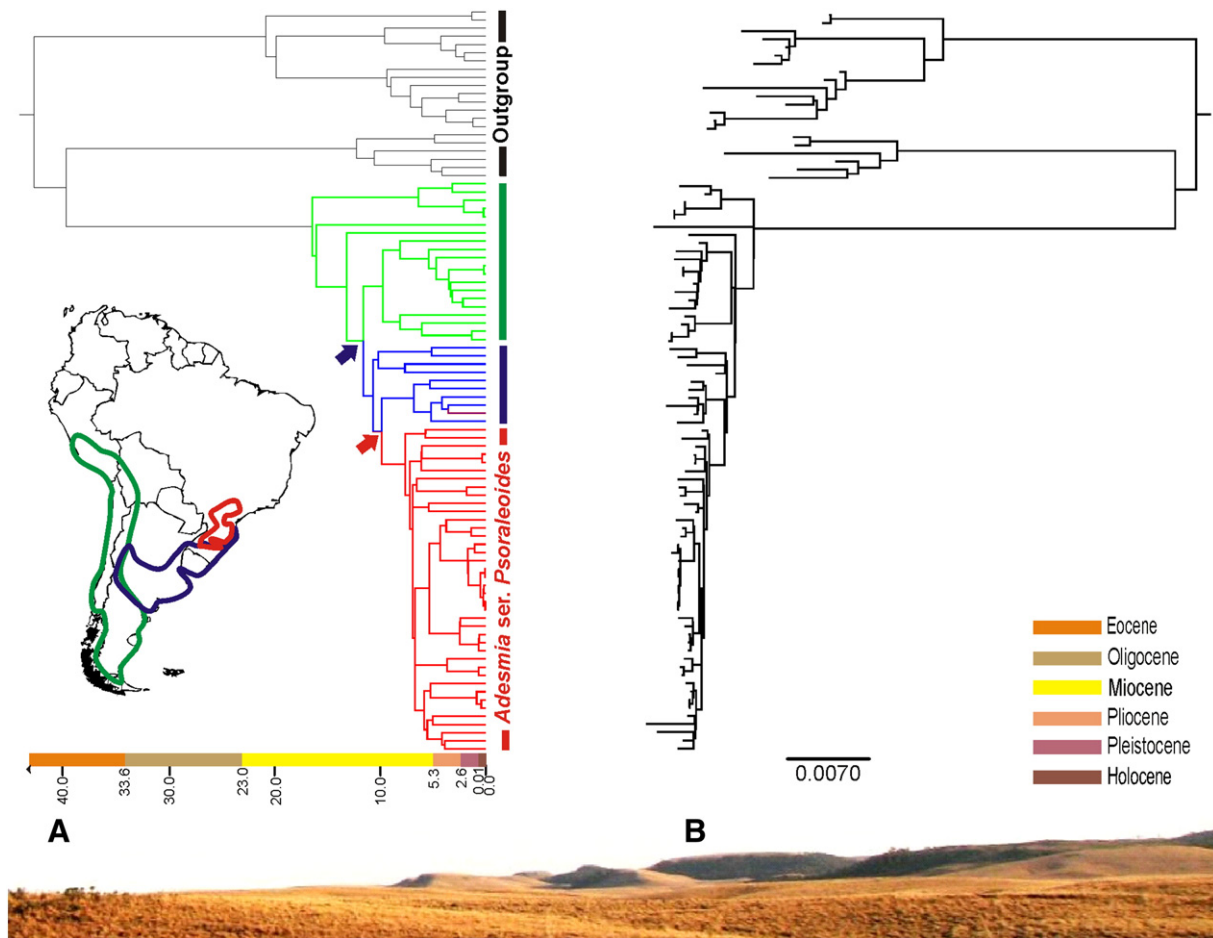 Outgroup
Adesmia ser. Psoraleoides
40.0
33.6
30.0
23.0
20.0
10.0
5.3
2.6
0.01
0.0
A
0.0070
B
Eocene
Oligocene
Miocene
Pliocene
Pleistocene
Holocene